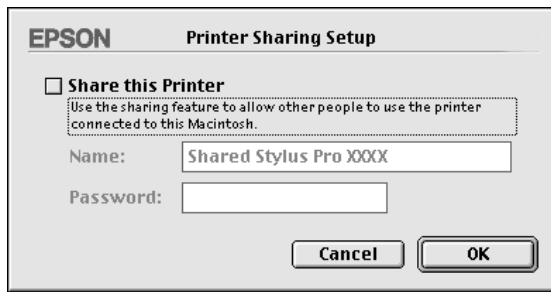 EPSON Printer Sharing Setup
Share this Printer
Use the sharing feature to allow other people to use the printer
connected to this Macintosh.
Name: Shared Stylus Pro XXXX
Password:
Cancel OK